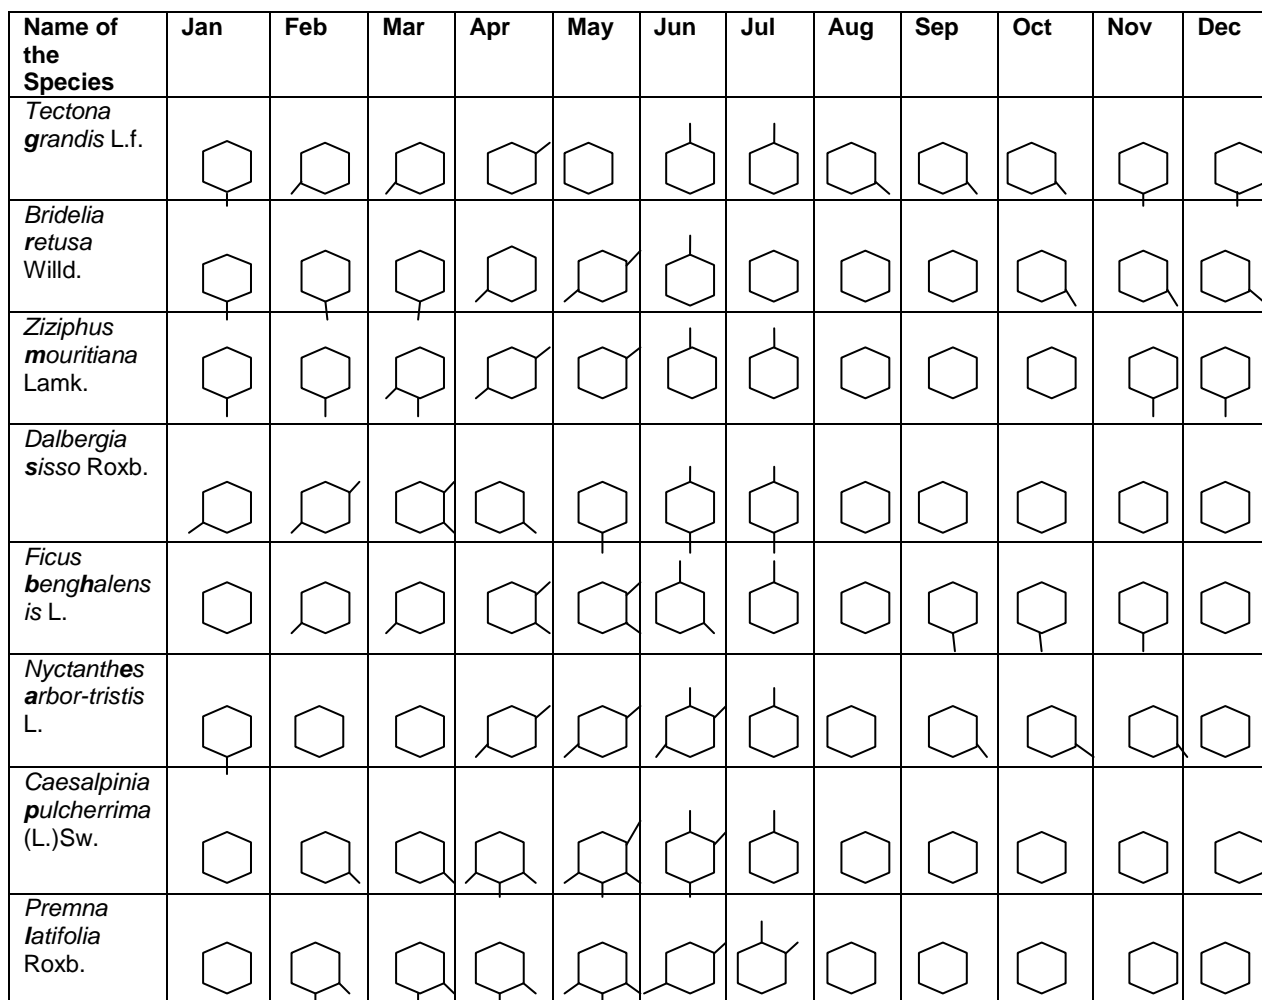 Name of the Species Jan Feb Mar Apr May Jun Jul Aug Sep Oct Nov Dec
Tectona
grandis L.f.
Bridelia
retusa
Willd.
Ziziphus
mouritiana
Lamk.
Dalbergia
sisso Roxb.
Ficus
benghalens
is L.
Nyctanthes
arbor-tristis
L.
Caesalpinia
pulcherrima
(L.)Sw.
Premna
latifolia
Roxb.